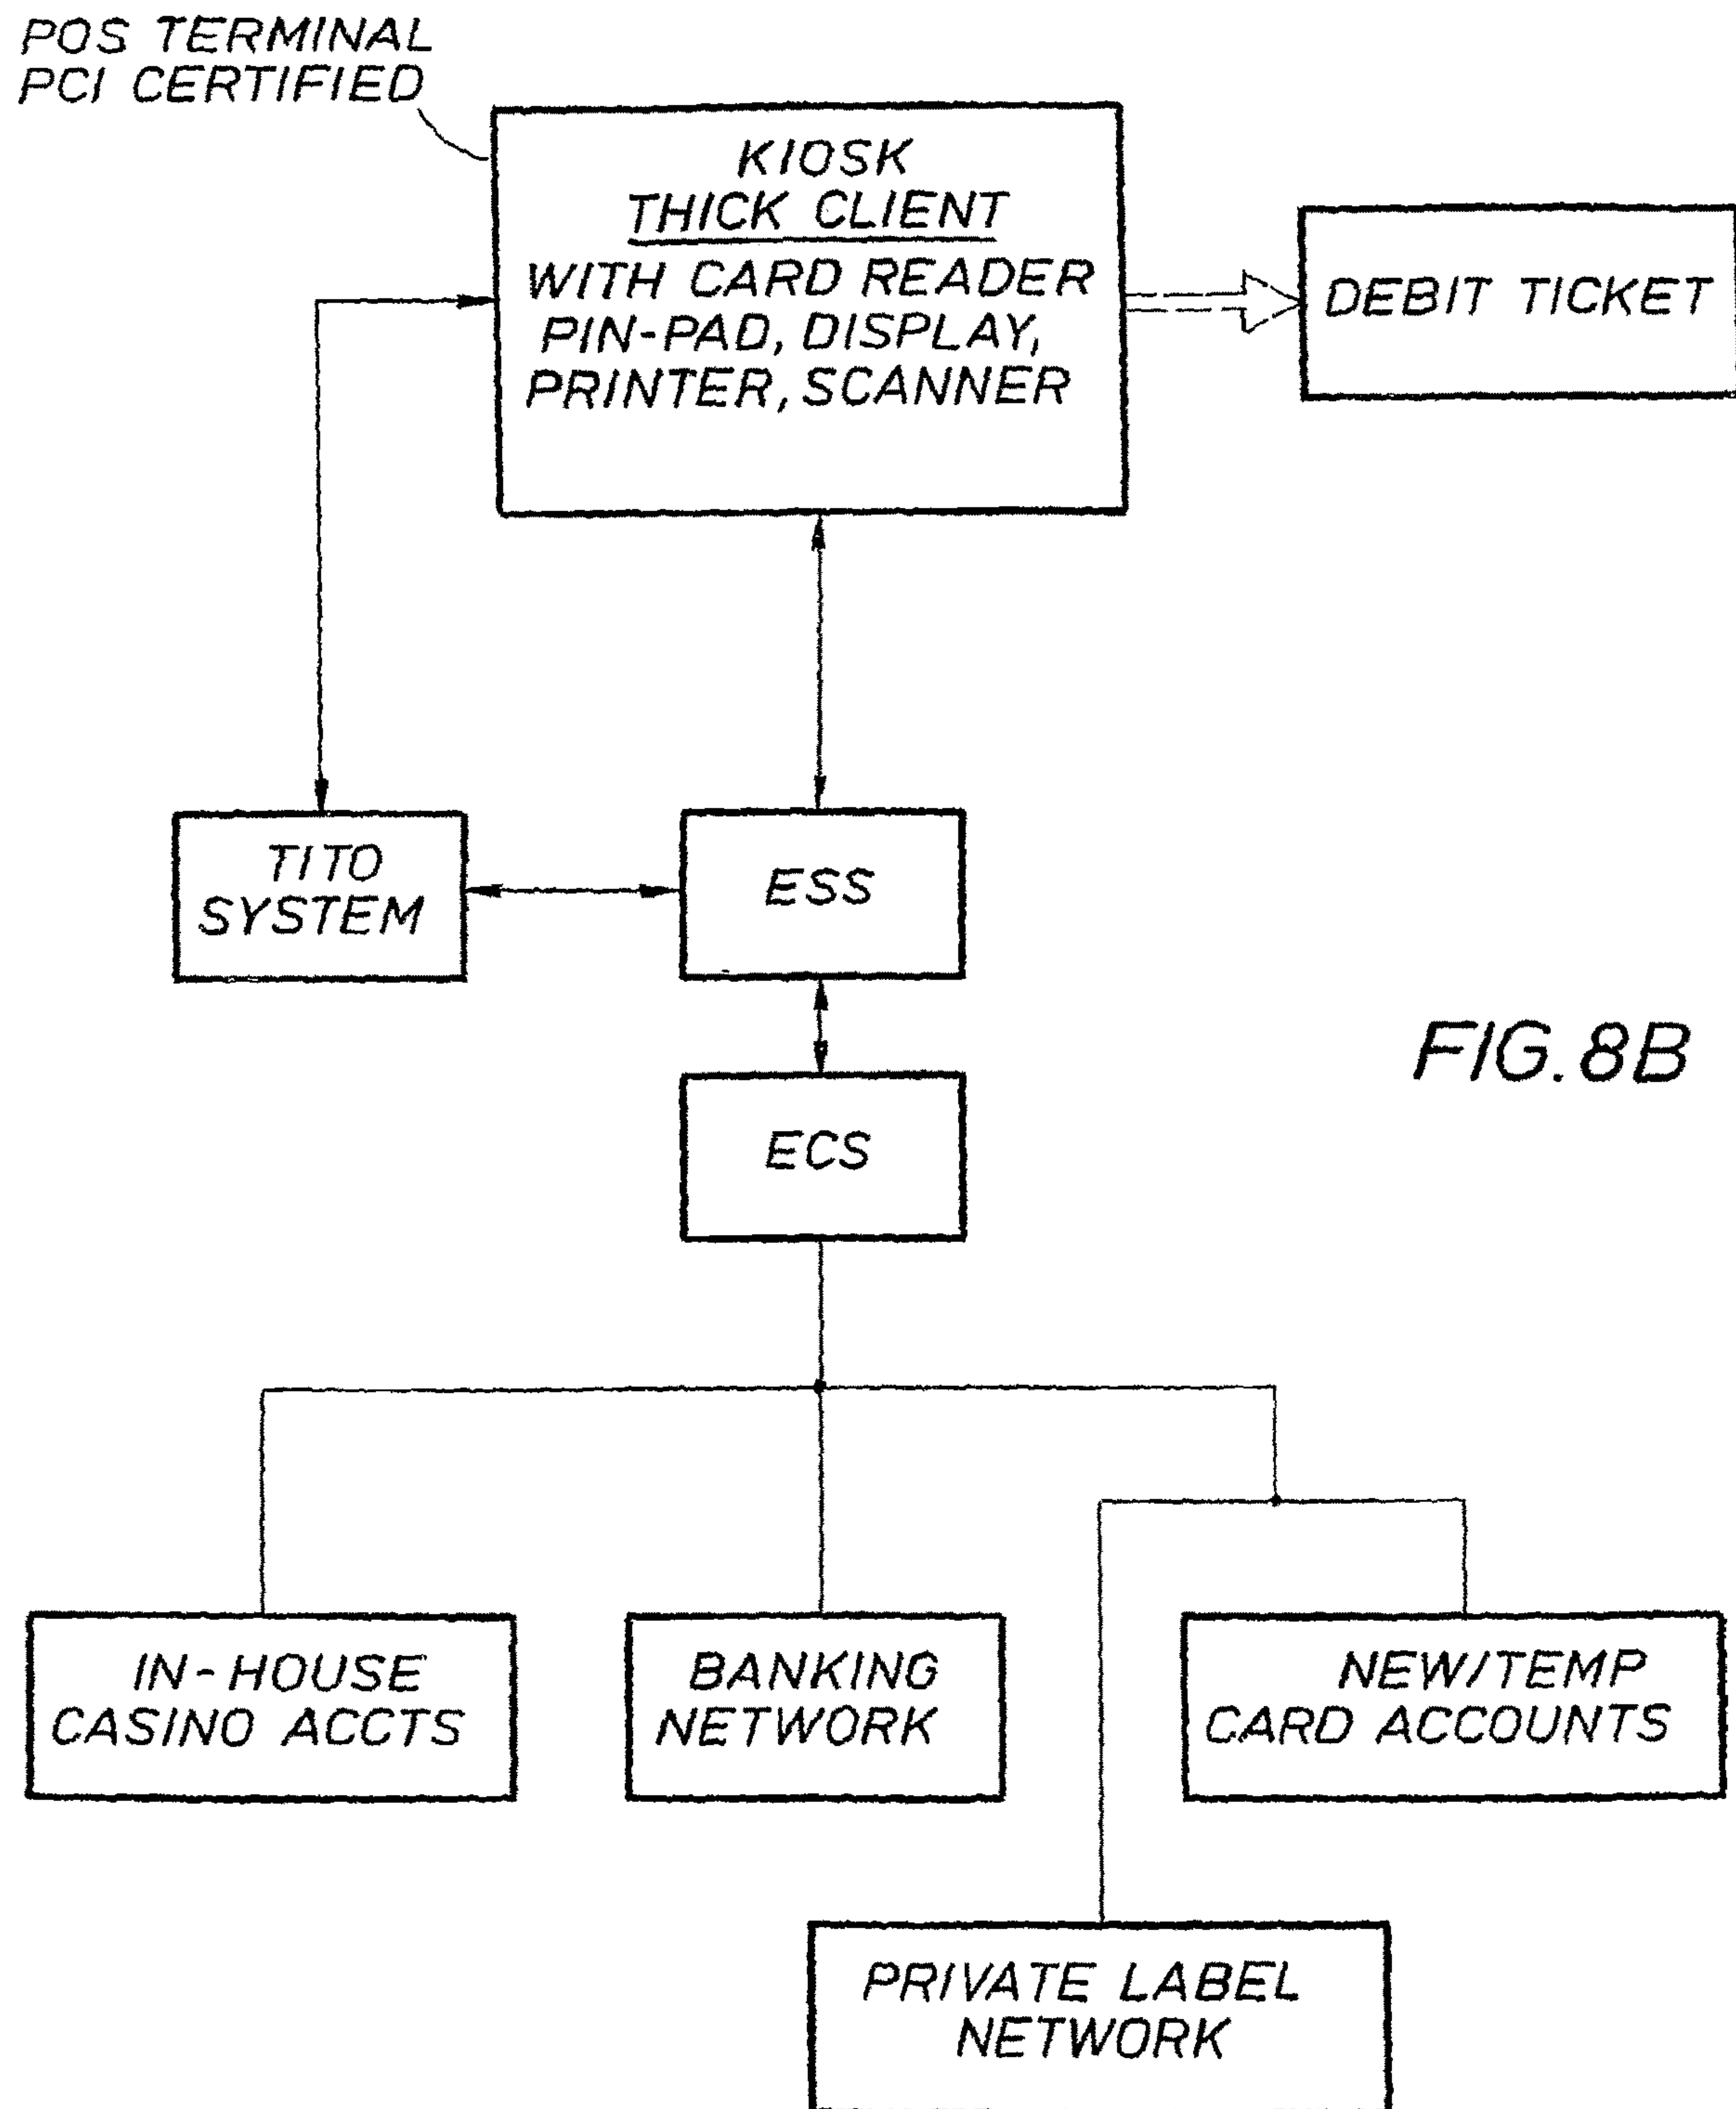 POS TERMINAL
PCI CERTIFIED
KIOSK
THICK CLIENT
WITH CARD READER
PIN-PAD, DISPLAY,
PRINTER, SCANNER
DEBIT TICKET
TITO
SYSTEM
ESS
FIG. 8B
ECS
IN-HOUSE
CASINO ACCTS
BANKING
NETWORK
NEW/TEMP
CARD ACCOUNTS
PRIVATE LABEL
NETWORK